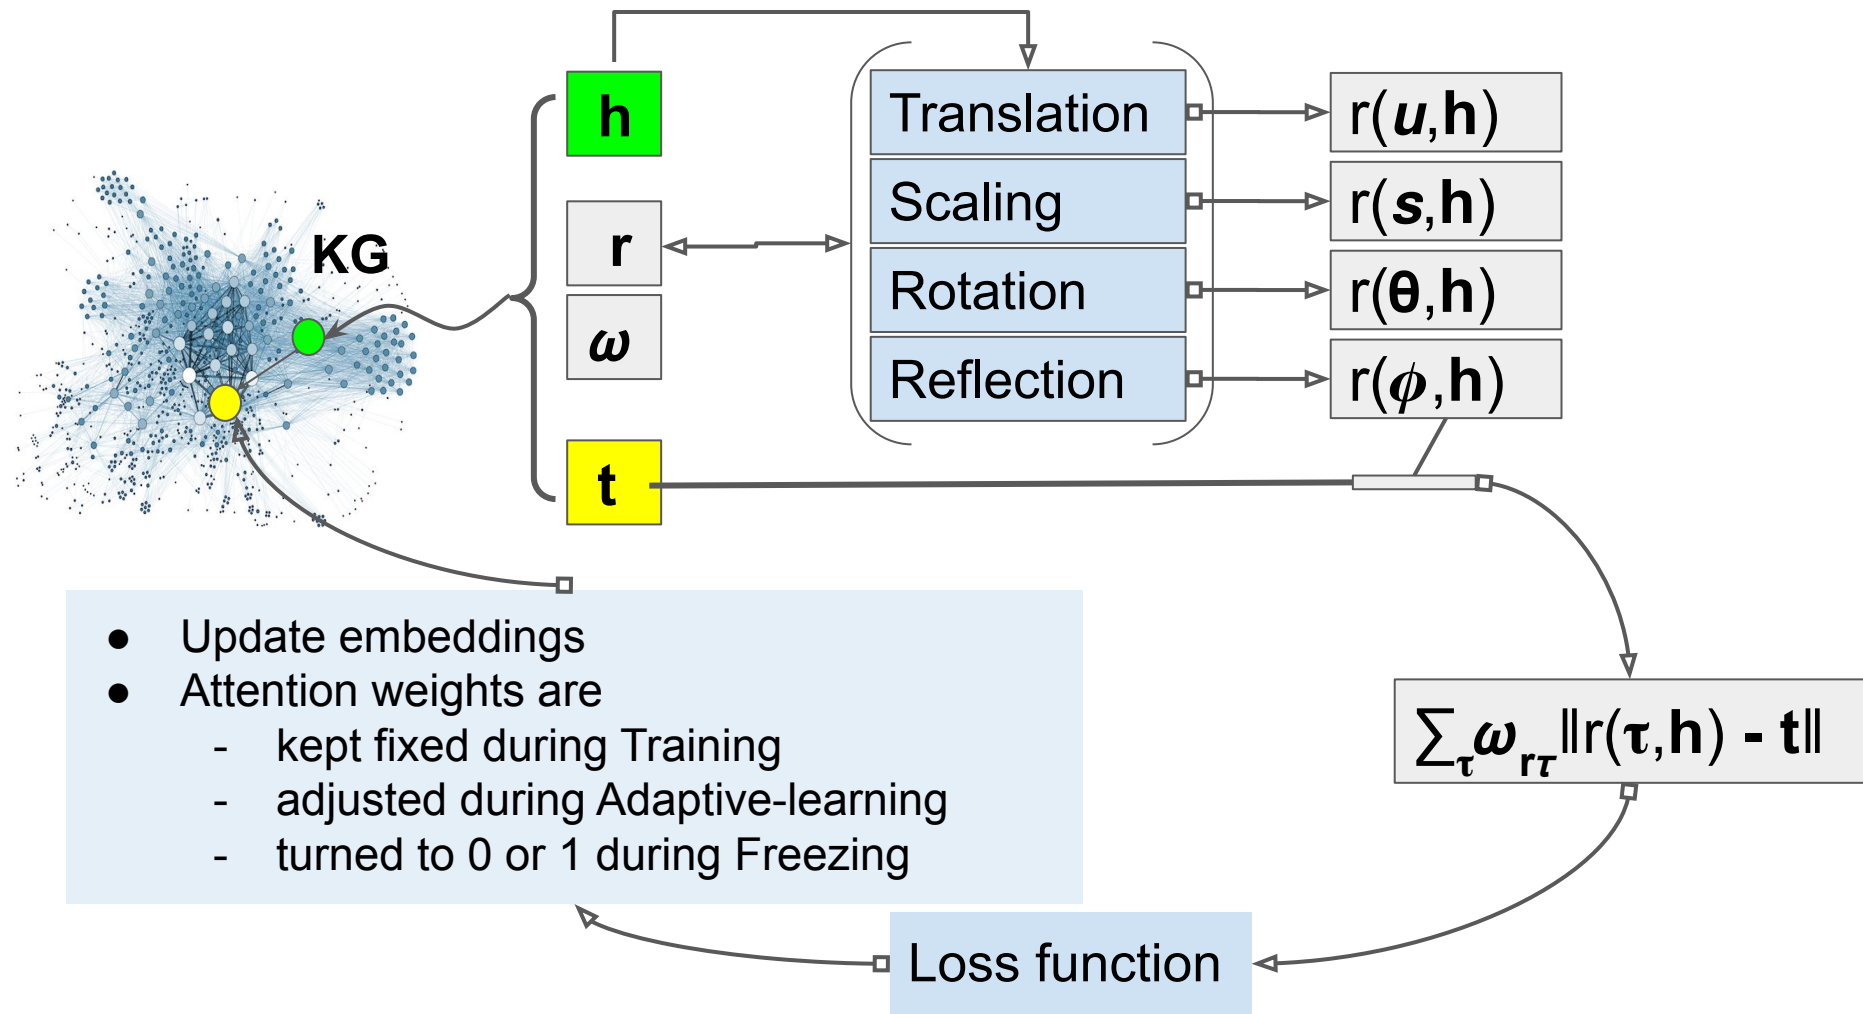 KG
h
r
ω
t
Translation
Scaling
Rotation
Reflection
r(u,h)
r(s,h)
r(θ,h)
r(ϕ,h)
∑τωrτ‖r(τ,h) - t‖
Loss function
● Update embeddings
● Attention weights are
- kept fixed during Training
- adjusted during Adaptive-learning
- turned to 0 or 1 during Freezing